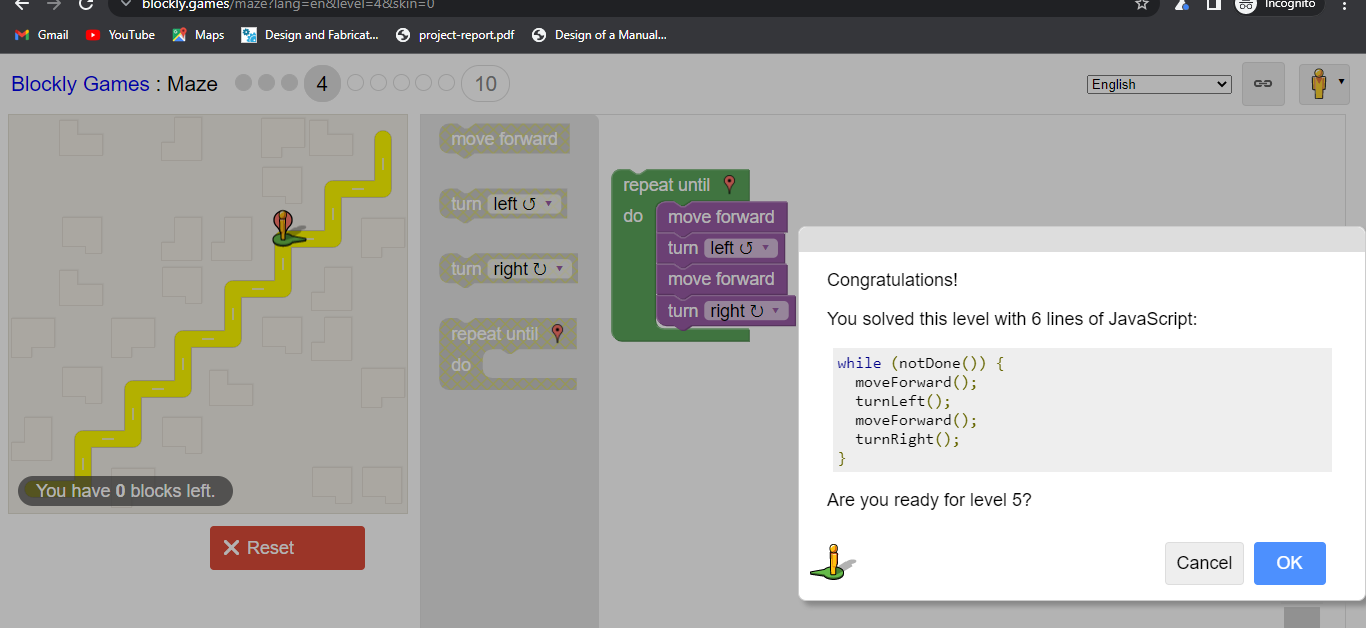 blockly.games/maze?lang=en&level=4&skin=0
Incognito
Gmail YouTube Maps Design and Fabricat... project-report.pdf Design of a Manual...
Blockly Games : Maze 4 10 English
move forward
turn left ↺ ▼
turn right ↻ ▼
repeat until
do
repeat until
do move forward
turn left ↺ ▼
move forward
turn right ↻ ▼
You have 0 blocks left.
Reset
Congratulations!
You solved this level with 6 lines of JavaScript:
while (notDone()) {
  moveForward();
  turnLeft();
  moveForward();
  turnRight();
}
Are you ready for level 5?
Cancel OK